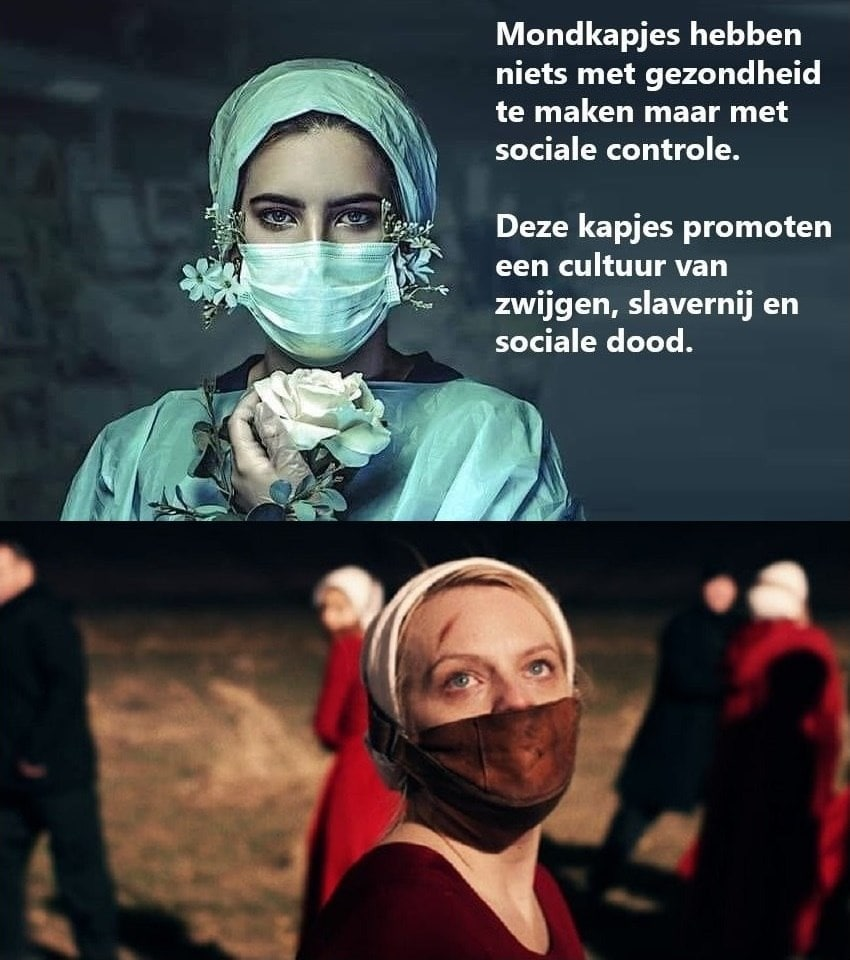 Mondkapjes hebben
niets met gezondheid
te maken maar met
sociale controle.
Deze kapjes promoten
een cultuur van
zwijgen, slavernij en
sociale dood.